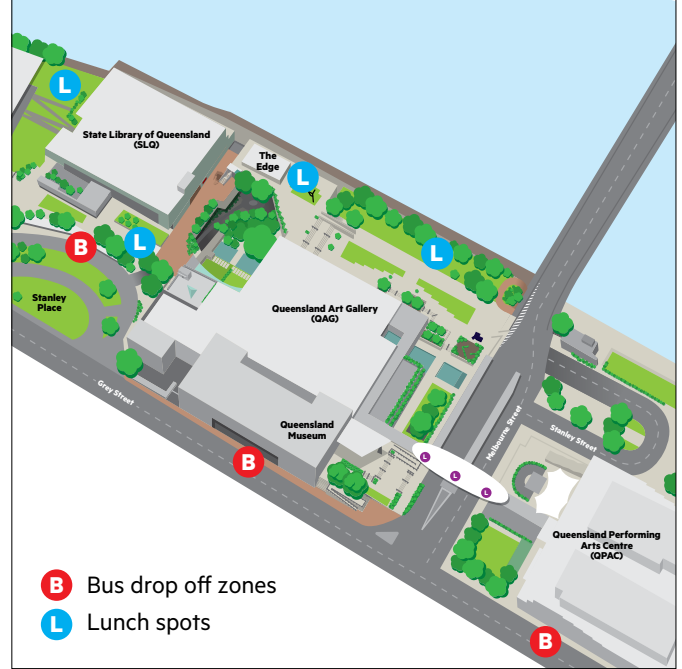 L
State Library of Queensland
(SLQ)
The
Edge
L
B
L
L
Stanley
Place
Queensland Art Gallery
(QAG)
Grey Street
Queensland
Museum
Melbourne Street
Stanley Street
B
L
L
L
Queensland Performing
Arts Centre
(QPAC)
B
B Bus drop off zones
L Lunch spots